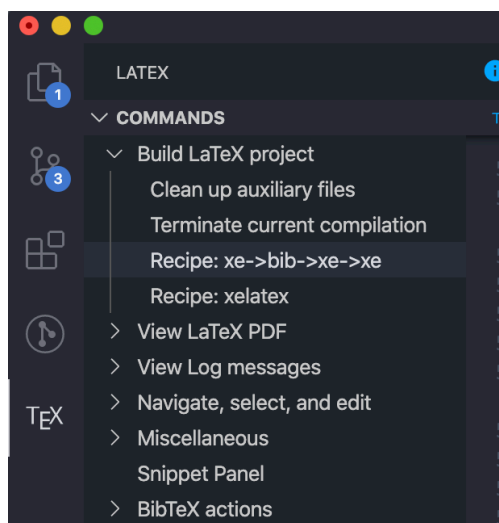 LATEX
COMMANDS
1
Build LaTeX project
Clean up auxiliary files
3
Terminate current compilation
Recipe: xe->bib->xe->xe
Recipe: xelatex
View LaTeX PDF
View Log messages
Navigate, select, and edit
TEX
Miscellaneous
Snippet Panel
BibTeX actions